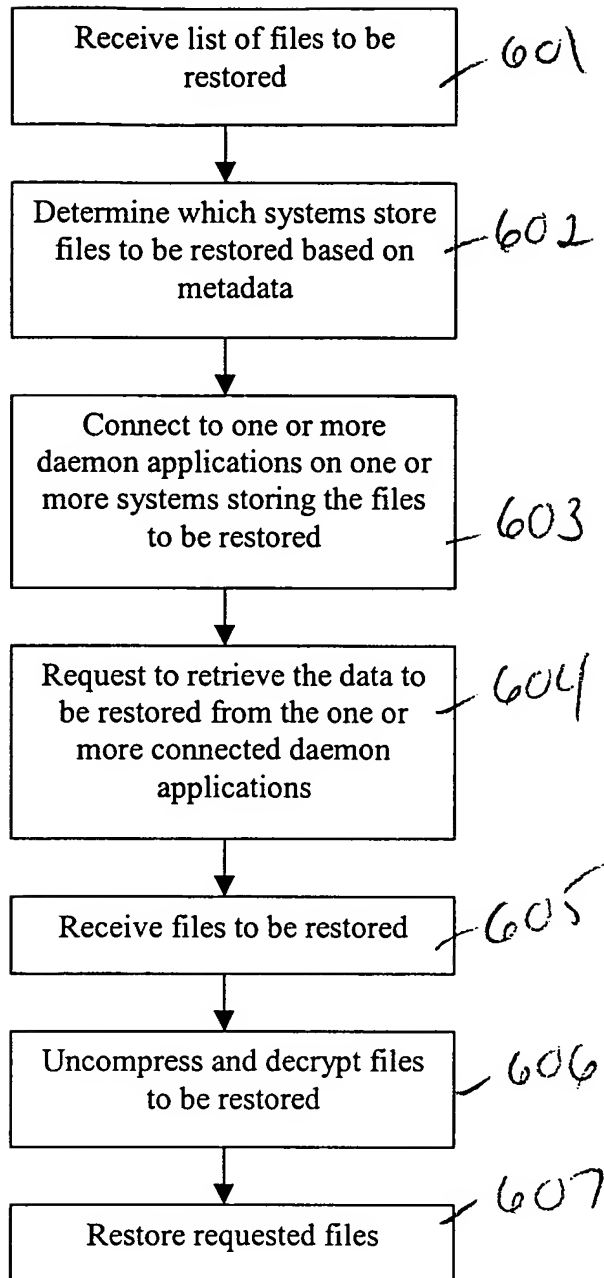 Receive list of files to be
restored
601
Determine which systems store
files to be restored based on
metadata
602
Connect to one or more
daemon applications on one or
more systems storing the files
to be restored
603
Request to retrieve the data to
be restored from the one or
more connected daemon
applications
604
Receive files to be restored
605
Uncompress and decrypt files
to be restored
606
Restore requested files
607